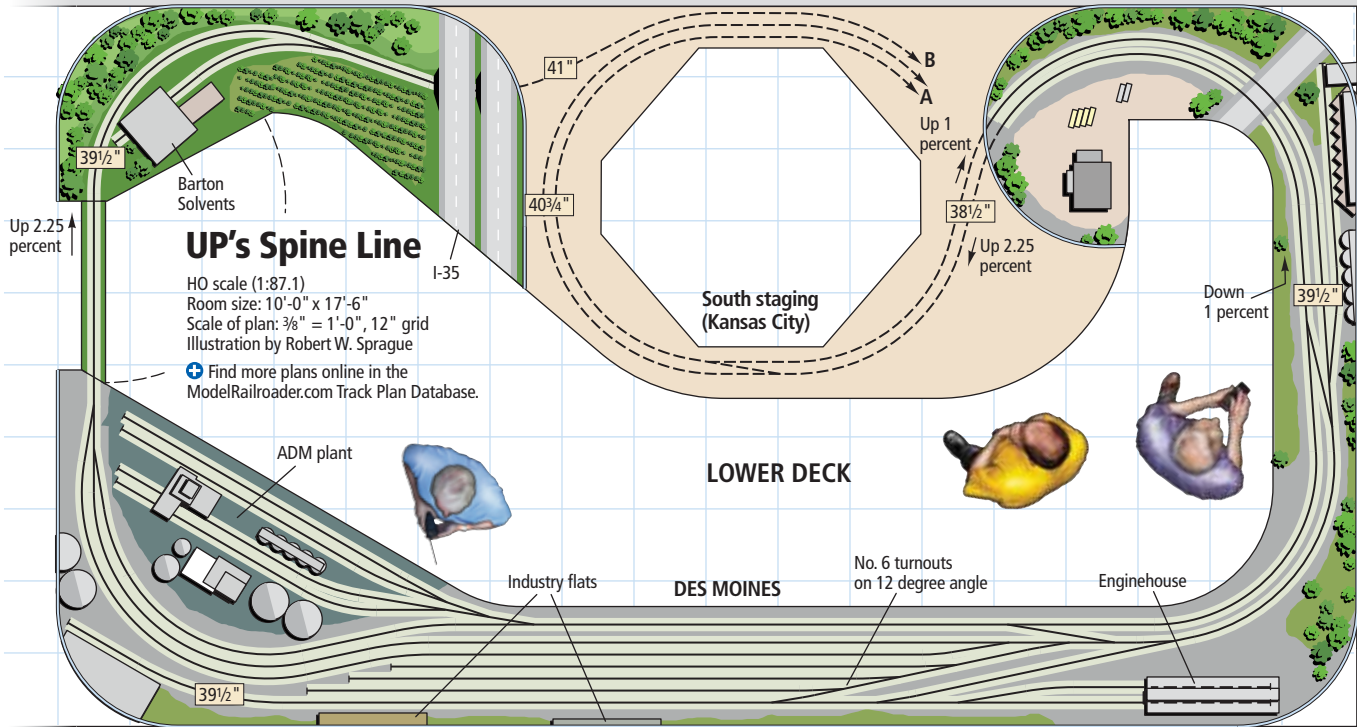 41"
B
A
Up 1
percent
39½"
Barton
Solvents
40¾"
38½"
Up 2.25
percent
I-35
Up 2.25
percent
UP's Spine Line
HO scale (1:87.1)
Room size: 10'-0" x 17'-6"
Scale of plan: ⅜" = 1'-0", 12" grid
Illustration by Robert W. Sprague
Find more plans online in the
ModelRailroader.com Track Plan Database.
South staging
(Kansas City)
Down
1 percent
39½"
ADM plant
LOWER DECK
Industry flats
DES MOINES
No. 6 turnouts
on 12 degree angle
Enginehouse
39½"